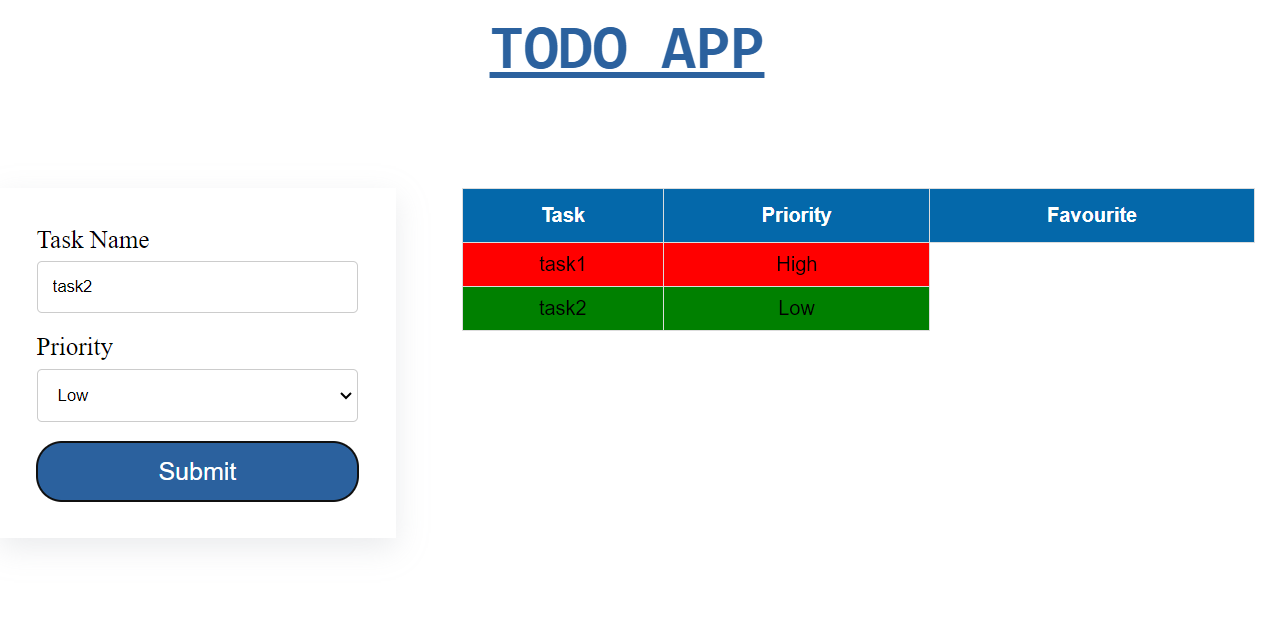 TODO APP
Task Name
task2
Priority
Low
Submit
Task Priority Favourite
task1 High
task2 Low